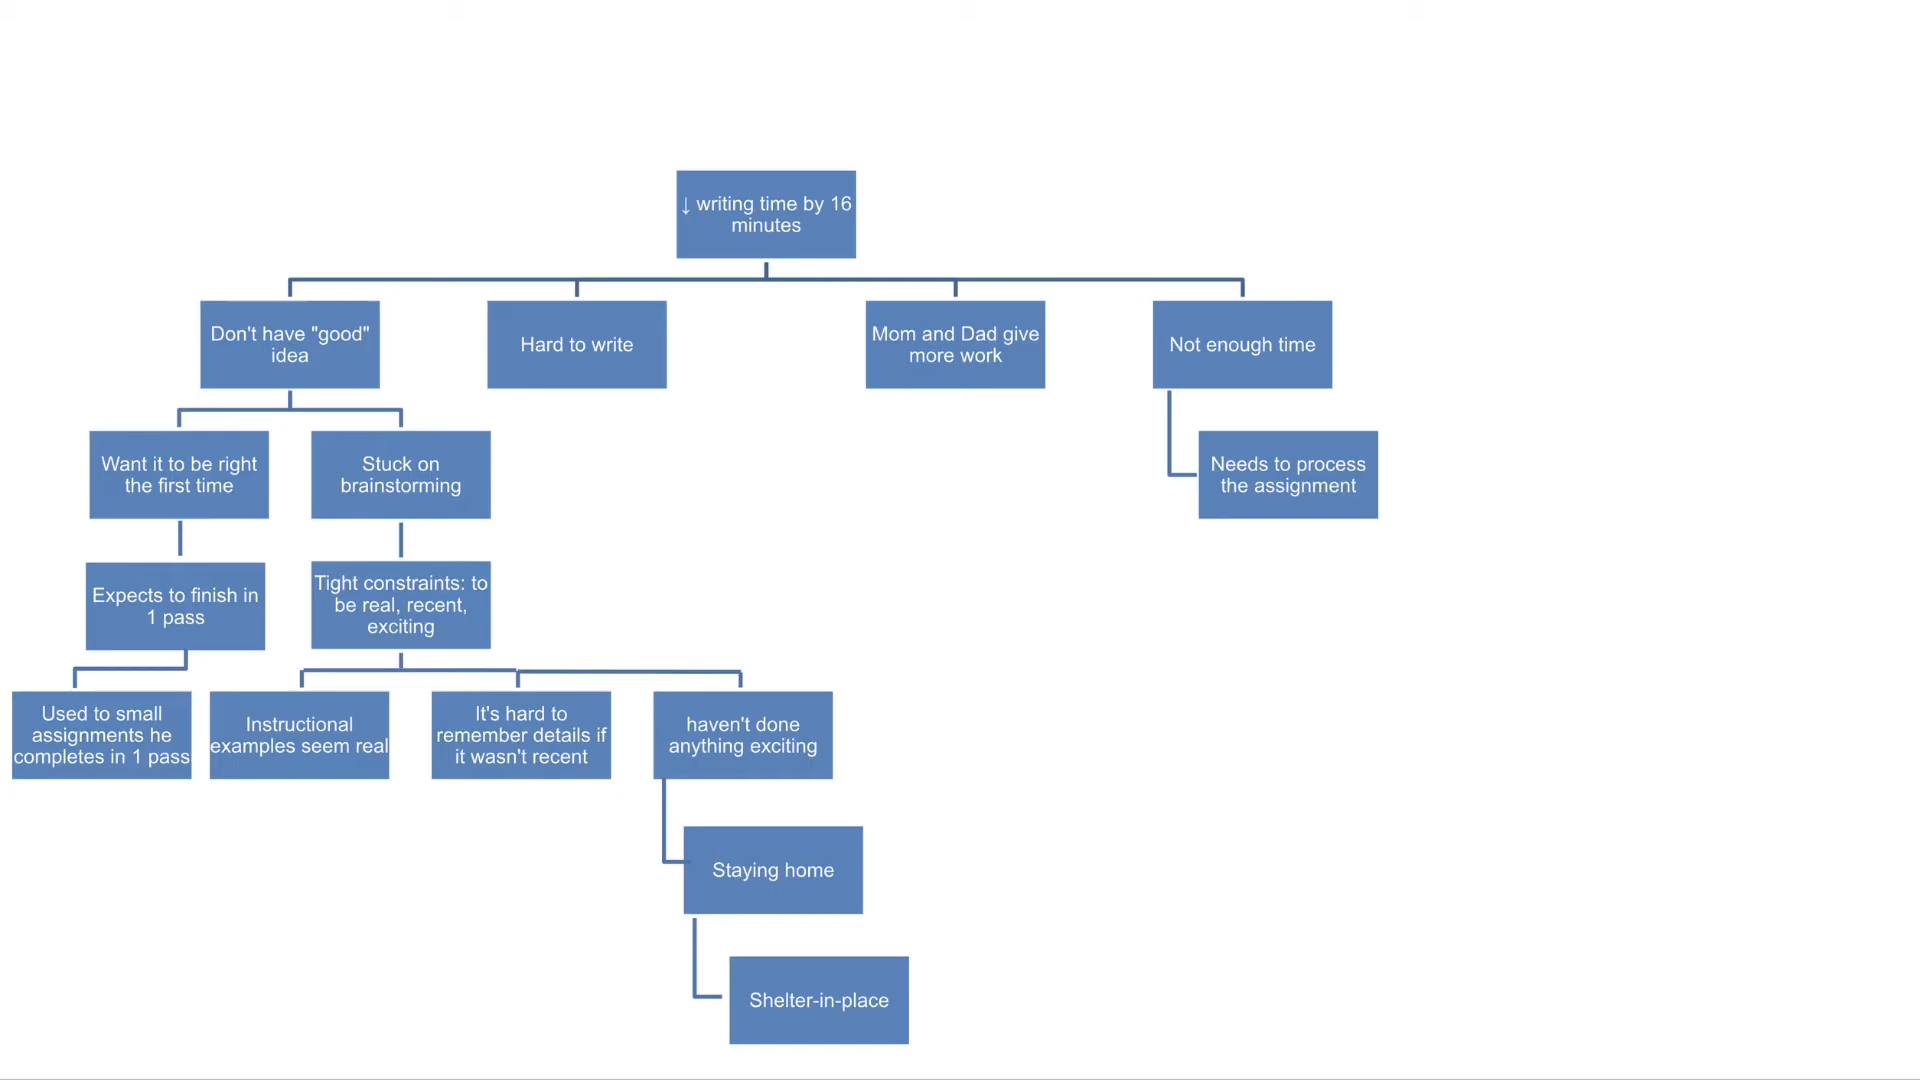 ↓ writing time by 16
minutes
Don't have "good"
idea
Hard to write
Mom and Dad give
more work
Not enough time
Want it to be right
the first time
Stuck on
brainstorming
Needs to process
the assignment
Expects to finish in
1 pass
Tight constraints: to
be real, recent,
exciting
Used to small
assignments he
completes in 1 pass
Instructional
examples seem real
It's hard to
remember details if
it wasn't recent
haven't done
anything exciting
Staying home
Shelter-in-place